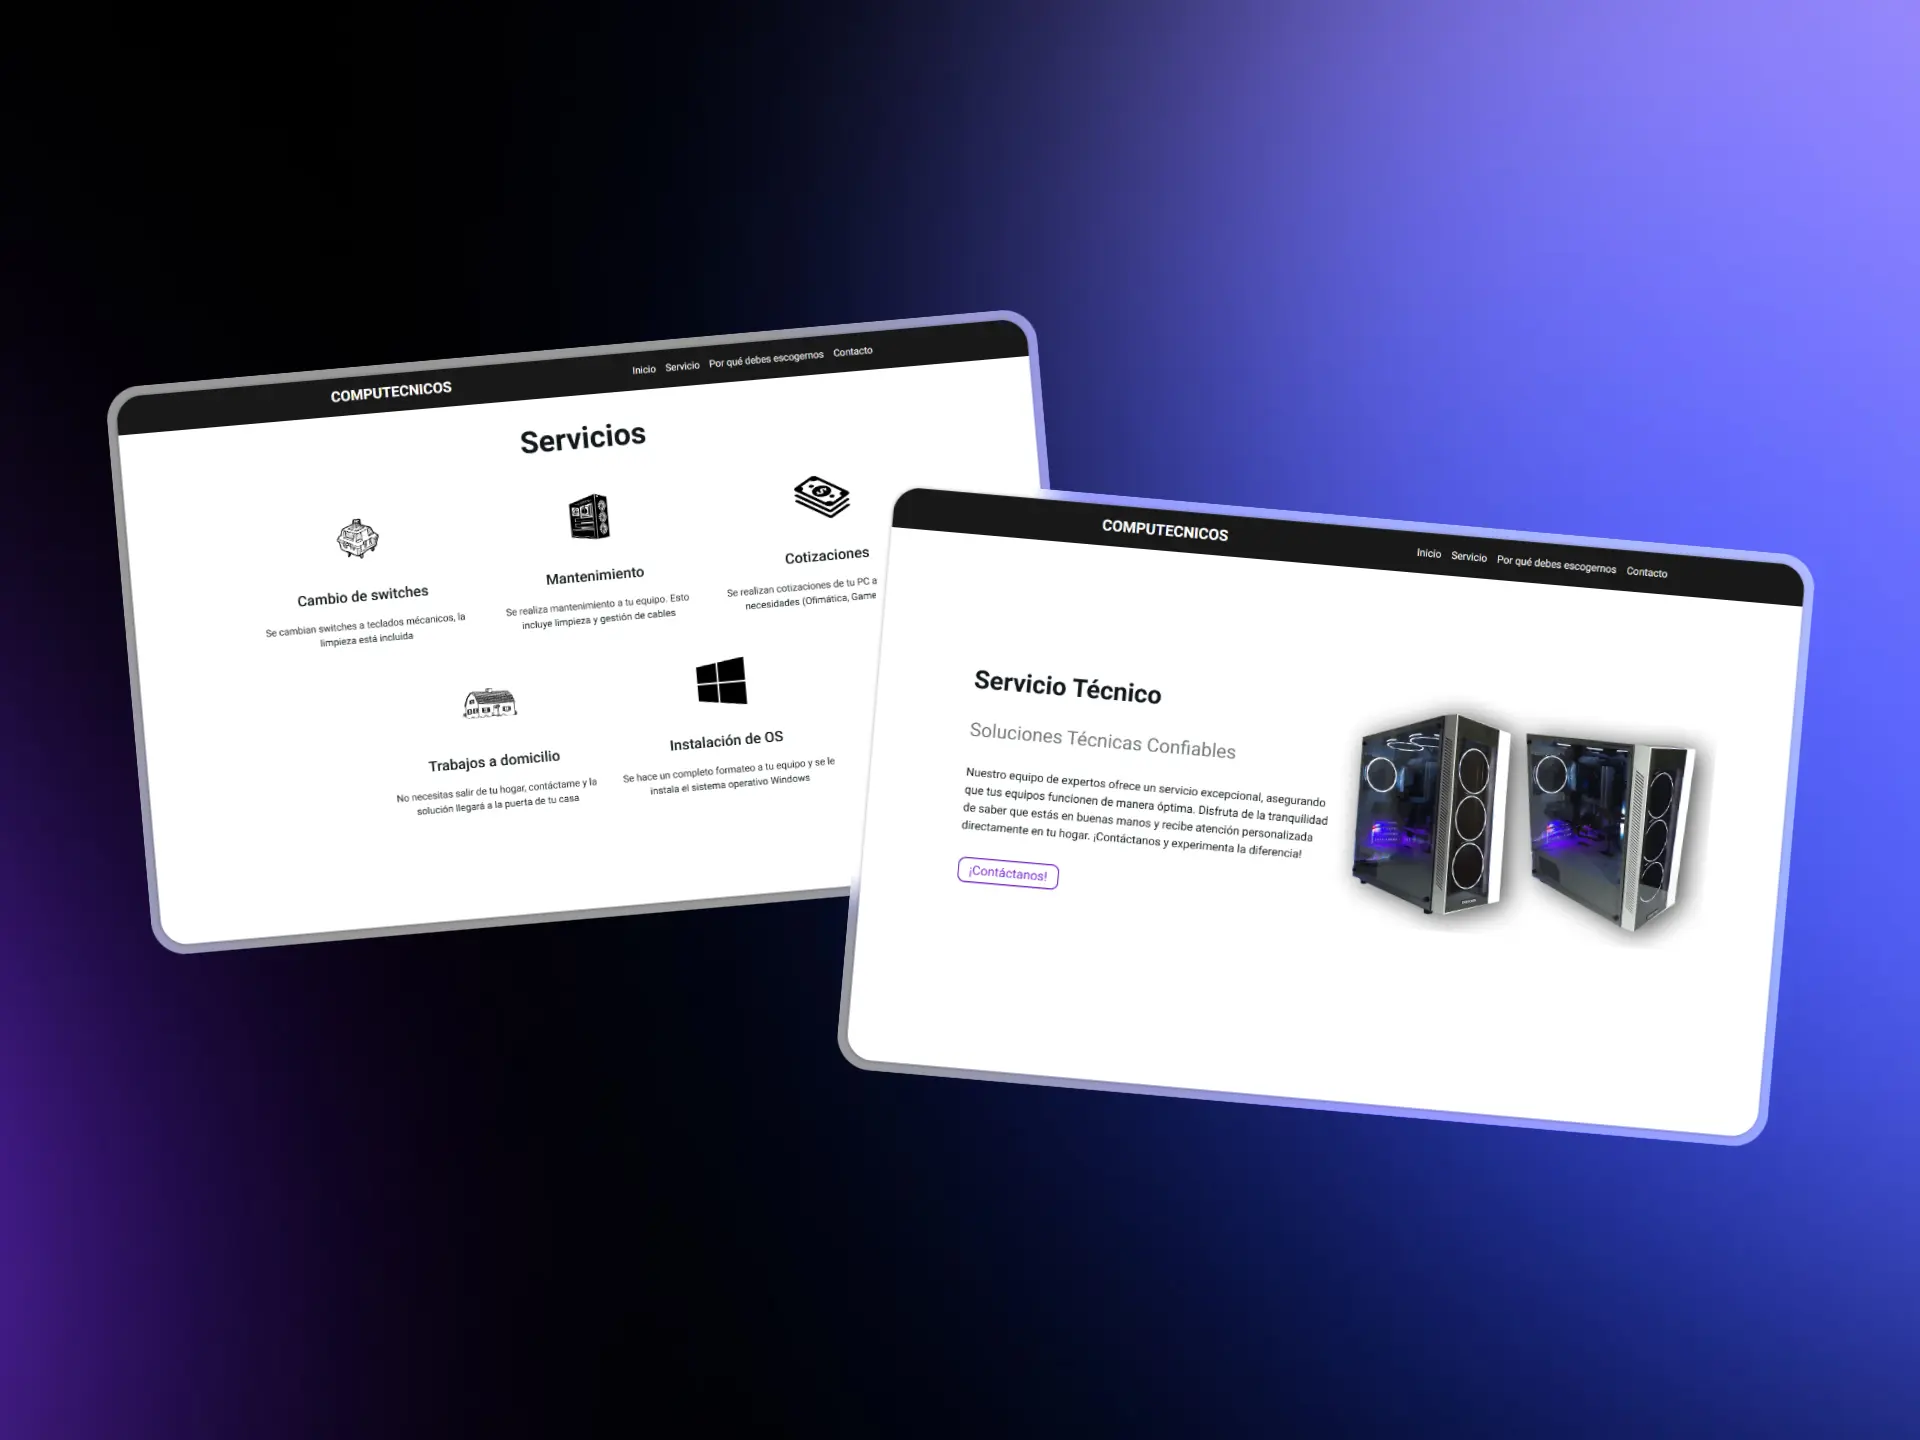 COMPUTECNICOS
Inicio Servicio Por qué debes escogernos Contacto
Servicios
Cambio de switches
Se cambian switches a teclados mécanicos, la
limpieza está incluida
Mantenimiento
Se realiza mantenimiento a tu equipo. Esto
incluye limpieza y gestión de cables
Cotizaciones
Se realizan cotizaciones de tu PC a
necesidades (Ofimática, Game
Trabajos a domicilio
No necesitas salir de tu hogar, contáctame y la
solución llegará a la puerta de tu casa
Instalación de OS
Se hace un completo formateo a tu equipo y se le
instala el sistema operativo Windows
COMPUTECNICOS
Inicio Servicio Por qué debes escogernos Contacto
Servicio Técnico
Soluciones Técnicas Confiables
Nuestro equipo de expertos ofrece un servicio excepcional, asegurando
que tus equipos funcionen de manera óptima. Disfruta de la tranquilidad
de saber que estás en buenas manos y recibe atención personalizada
directamente en tu hogar. ¡Contáctanos y experimenta la diferencia!
¡Contáctanos!